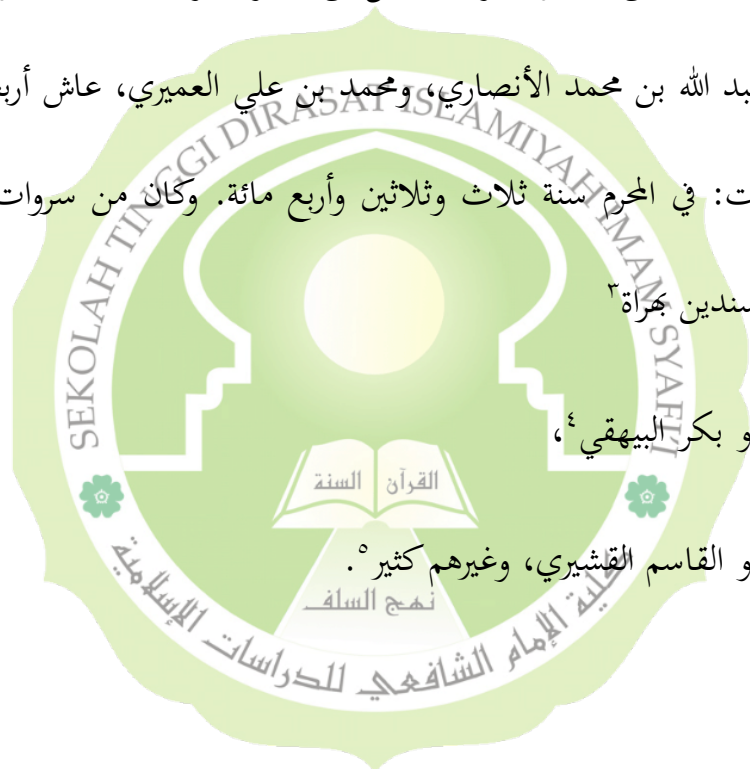 بد الله بن محمد الأنصاري، ومحمد بن علي العميري، عاش أربع
ت: في المحرم سنة ثلاث وثلاثين وأربع مائة. وكان من سروات
سندين بهراة٣
و بكر البيهقي٤،
و القاسم القشيري، وغيرهم كثير٥.
SEKOLAH TINGGI DIRASAT ISLAMIYAH IMAM SYAFI'I
القرآن السنة
نهج السلف
كلية الإمام الشافعي للدراسات الإسلامية